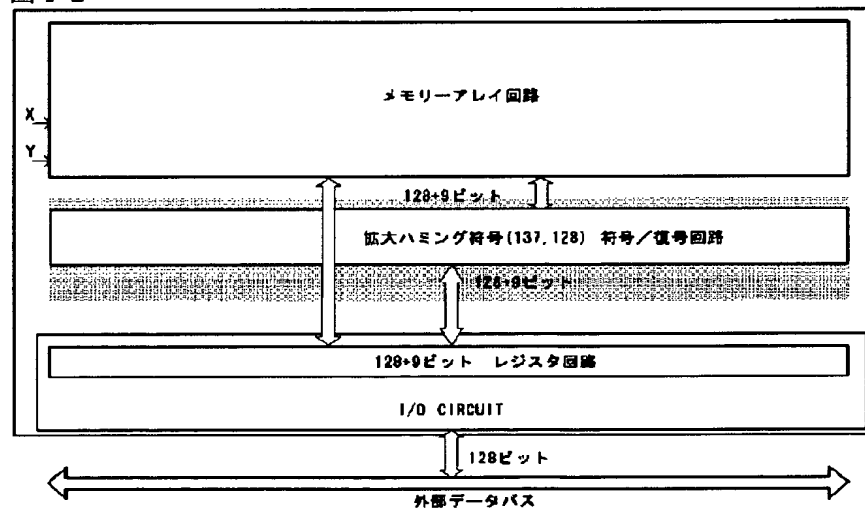 メモリーアレイ回路
X
Y
128+9ビット
拡大ハミング符号(137,128) 符号／復号回路
128+9ビット
128+9ビット レジスタ回路
I/O CIRCUIT
128ビット
外部データバス